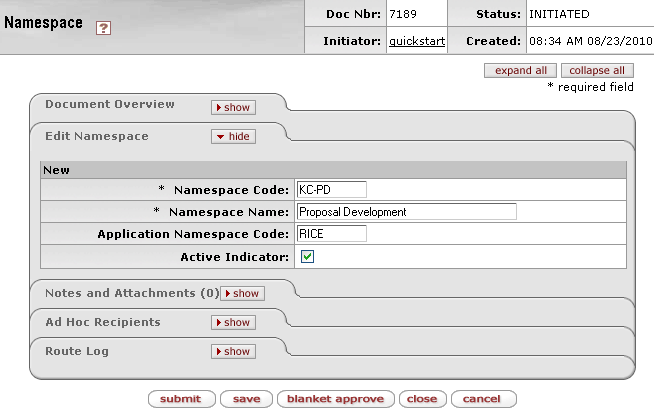 Namespace ?
Doc Nbr: 7189 Status: INITIATED
Initiator: quickstart Created: 08:34 AM 08/23/2010
expand all collapse all
* required field
Document Overview show
Edit Namespace hide
New
* Namespace Code: KC-PD
* Namespace Name: Proposal Development
Application Namespace Code: RICE
Active Indicator:
Notes and Attachments (0) show
Ad Hoc Recipients show
Route Log show
submit save blanket approve close cancel